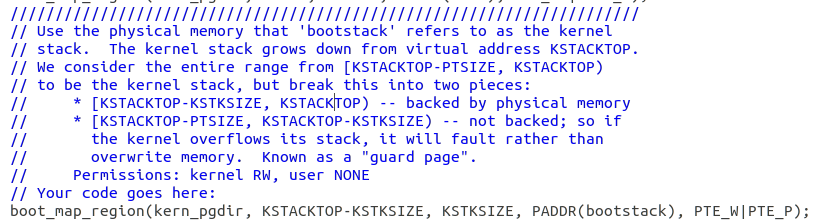 //////////////////////////////////////////////////////////////////////
// Use the physical memory that 'bootstack' refers to as the kernel
// stack.  The kernel stack grows down from virtual address KSTACKTOP.
// We consider the entire range from [KSTACKTOP-PTSIZE, KSTACKTOP)
// to be the kernel stack, but break this into two pieces:
//     * [KSTACKTOP-KSTKSIZE, KSTACKTOP) -- backed by physical memory
//     * [KSTACKTOP-PTSIZE, KSTACKTOP-KSTKSIZE) -- not backed; so if
//       the kernel overflows its stack, it will fault rather than
//       overwrite memory.  Known as a "guard page".
//     Permissions: kernel RW, user NONE
// Your code goes here:
boot_map_region(kern_pgdir, KSTACKTOP-KSTKSIZE, KSTKSIZE, PADDR(bootstack), PTE_W|PTE_P);